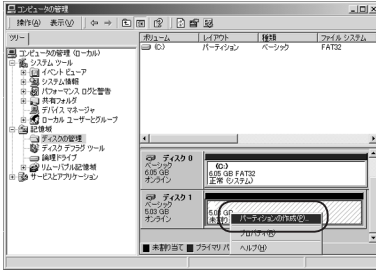 コンピュータの管理
操作(A) 表示(V)
ツリー
コンピュータの管理 (ローカル)
システム ツール
イベント ビューア
システム情報
パフォーマンス ログと警告
共有フォルダ
デバイス マネージャ
ローカル ユーザーとグループ
記憶域
ディスクの管理
ディスク デフラグ ツール
論理ドライブ
リムーバブル記憶域
サービスとアプリケーション
ボリューム レイアウト 種類 ファイル システム
(C:) パーティション ベーシック FAT32
ディスク 0
ベーシック
6.05 GB
オンライン
(C:)
6.05 GB FAT32
正常 (システム)
ディスク 1
ベーシック
5.03 GB
オンライン
5.03 GB
未割り
パーティションの作成(P)...
プロパティ(R)
ヘルプ(H)
未割り当て プライマリ パ